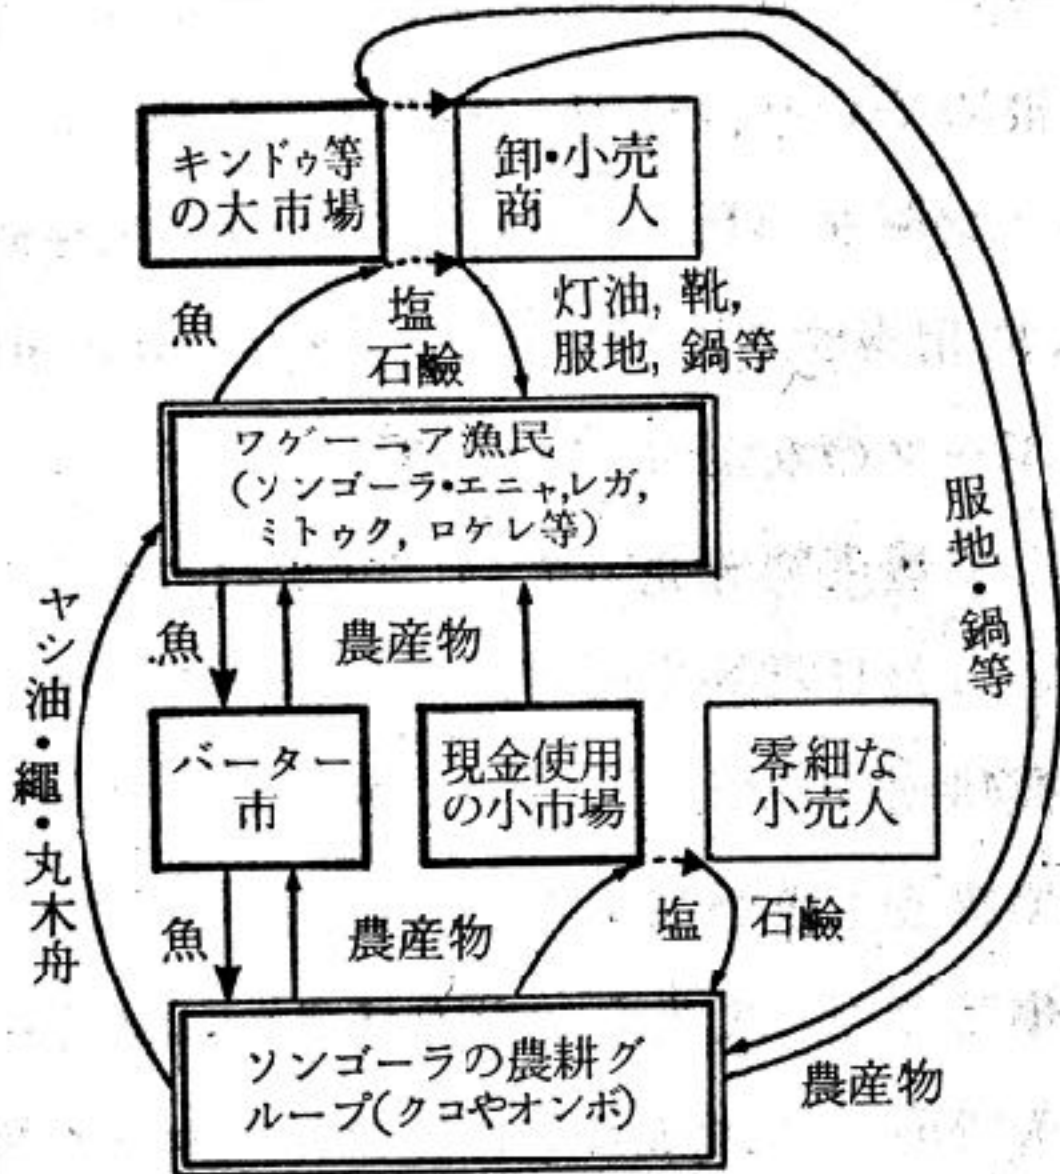 キンドゥ等
の大市場
卸・小売
商人
魚
塩
石鹼
灯油, 靴,
服地, 鍋等
ワゲーニア漁民
(ソンゴーラ・エニャ, レガ,
ミトゥク, ロケレ等)
服地・鍋等
ヤシ油・繩・丸木舟
魚
農産物
バーター
市
現金使用
の小市場
零細な
小売人
魚
農産物
塩
石鹼
ソンゴーラの農耕グ
ループ(クコやオンボ)
農産物